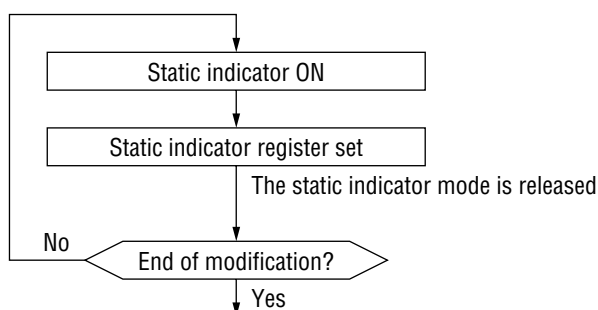 Static indicator ON
Static indicator register set
The static indicator mode is released
No
End of modification?
Yes